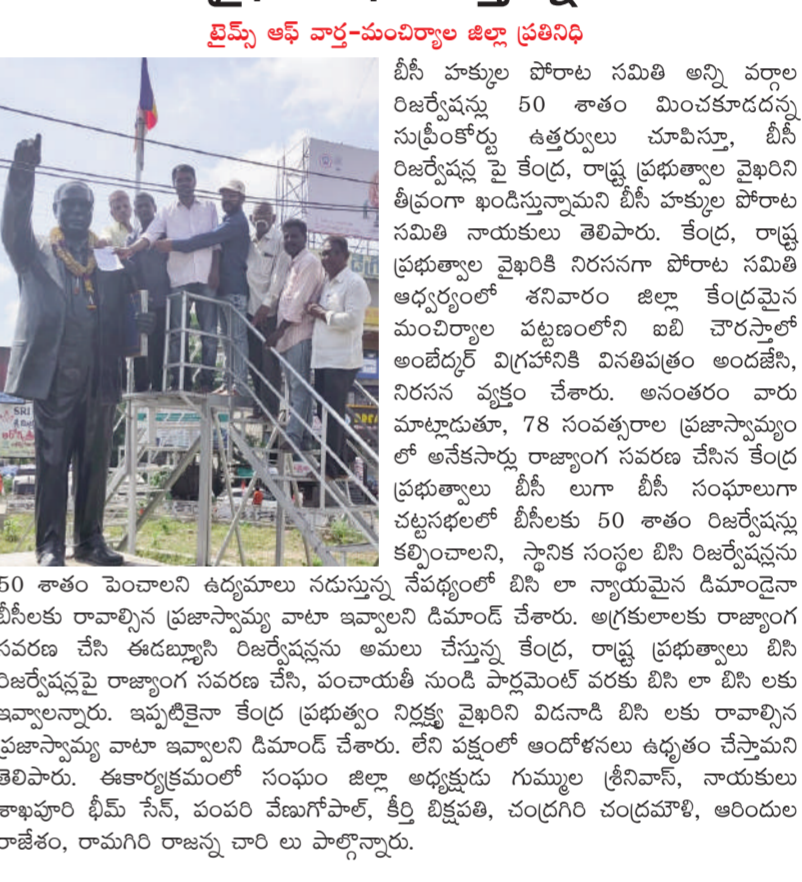 టైమ్స్ ఆఫ్ వార్త-మంచిర్యాల జిల్లా ప్రతినిధి
బీసీ హక్కుల పోరాట సమితి అన్ని వర్గాల
రిజర్వేషన్లు 50 శాతం మించకూడదన్న
సుప్రీంకోర్టు ఉత్తర్వులు చూపిస్తూ, బీసీ
రిజర్వేషన్ల పై కేంద్ర, రాష్ట్ర ప్రభుత్వాల వైఖరిని
తీవ్రంగా ఖండిస్తున్నామని బీసీ హక్కుల పోరాట
సమితి నాయకులు తెలిపారు. కేంద్ర, రాష్ట్ర
ప్రభుత్వాల వైఖరికి నిరసనగా పోరాట సమితి
ఆధ్వర్యంలో శనివారం జిల్లా కేంద్రమైన
మంచిర్యాల పట్టణంలోని ఐబి చౌరస్తాలో
అంబేద్కర్ విగ్రహానికి వినతిపత్రం అందజేసి,
నిరసన వ్యక్తం చేశారు. అనంతరం వారు
మాట్లాడుతూ, 78 సంవత్సరాల ప్రజాస్వామ్యం
లో అనేకసార్లు రాజ్యాంగ సవరణ చేసిన కేంద్ర
ప్రభుత్వాలు బీసీ లుగా బీసీ సంఘాలుగా
చట్టసభలలో బీసీలకు 50 శాతం రిజర్వేషన్లు
కల్పించాలని, స్థానిక సంస్థల బిసి రిజర్వేషన్లను
50 శాతం పెంచాలని ఉద్యమాలు నడుస్తున్న నేపథ్యంలో బిసి లా న్యాయమైన డిమాండైనా
బీసీలకు రావాల్సిన ప్రజాస్వామ్య వాటా ఇవ్వాలని డిమాండ్ చేశారు. అగ్రకులాలకు రాజ్యాంగ
సవరణ చేసి ఈడబ్ల్యూసి రిజర్వేషన్లను అమలు చేస్తున్న కేంద్ర, రాష్ట్ర ప్రభుత్వాలు బిసి
రిజర్వేషన్లపై రాజ్యాంగ సవరణ చేసి, పంచాయతీ నుండి పార్లమెంట్ వరకు బిసి లా బిసి లకు
ఇవ్వాలన్నారు. ఇప్పటికైనా కేంద్ర ప్రభుత్వం నిర్లక్ష్య వైఖరిని విడనాడి బిసి లకు రావాల్సిన
ప్రజాస్వామ్య వాటా ఇవ్వాలని డిమాండ్ చేశారు. లేని పక్షంలో ఆందోళనలు ఉధృతం చేస్తామని
తెలిపారు. ఈకార్యక్రమంలో సంఘం జిల్లా అధ్యక్షుడు గుమ్ముల శ్రీనివాస్, నాయకులు
శాఖపూరి భీమ్ సేన్, పంపరి వేణుగోపాల్, కీర్తి బిక్షపతి, చంద్రగిరి చంద్రమౌళి, ఆరిందుల
రాజేశం, రామగిరి రాజన్న చారి లు పాల్గొన్నారు.
SRI